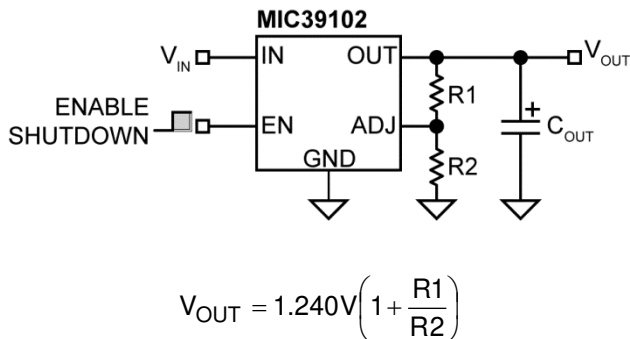 MIC39102
V_IN
IN
OUT
V_OUT
R1
ENABLE
SHUTDOWN
EN
ADJ
+
C_OUT
GND
R2
V_OUT = 1.240V(1 + R1/R2)